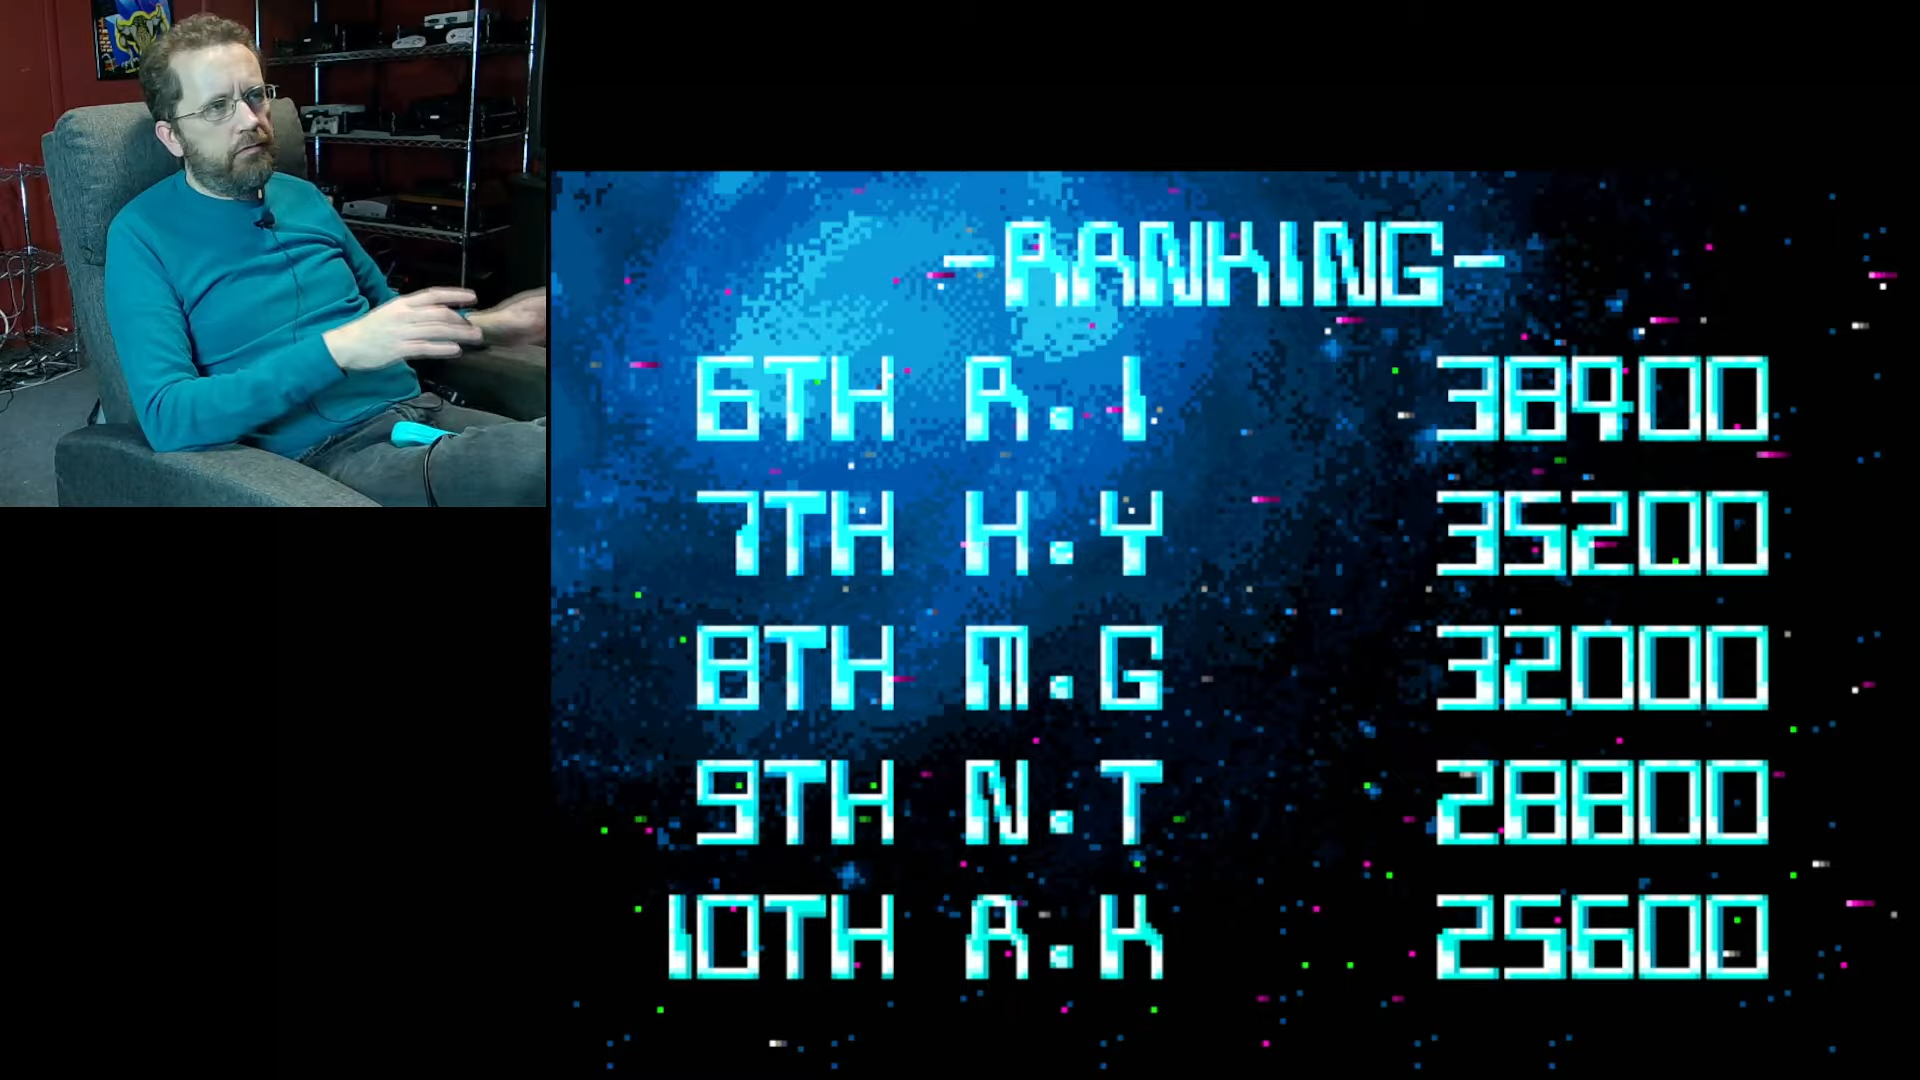 -RANKING-
6TH A.I 38400
7TH H.Y 35200
8TH M.G 32000
9TH N.T 28800
10TH A.K 25600